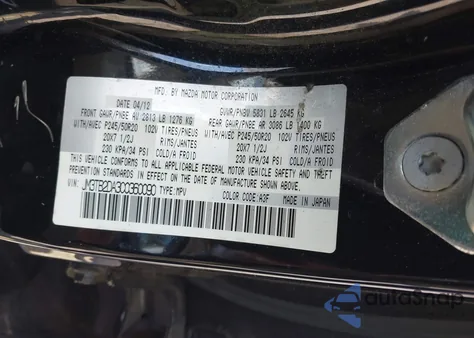 MFD. BY MAZDA MOTOR CORPORATION
DATE 04/12 GVWR/PNBV 5831 LB 2645 KG
FRONT GAWR/PNBE AV 2813 LB 1276 KG REAR GAWR/PNBE AR 3086 LB 1400 KG
WITH/AVEC P245/50R20 102V TIRES/PNEUS WITH/AVEC P245/50R20 102V TIRES/PNEUS
20X7 1/2J RIMS/JANTES 20X7 1/2J RIMS/JANTES
230 KPA/34 PSI COLD/A FROID 230 KPA/34 PSI COLD/A FROID
THIS VEHICLE CONFORMS TO ALL APPLICABLE FEDERAL MOTOR VEHICLE SAFETY AND THEFT
PREVENTION STANDARDS IN EFFECT ON THE DATE OF MANUFACTURE SHOWN ABOVE.
VIN: JM3TB2DA3C0360090 TYPE: MPV COLOR CODE: A3F MADE IN JAPAN
autoSnap